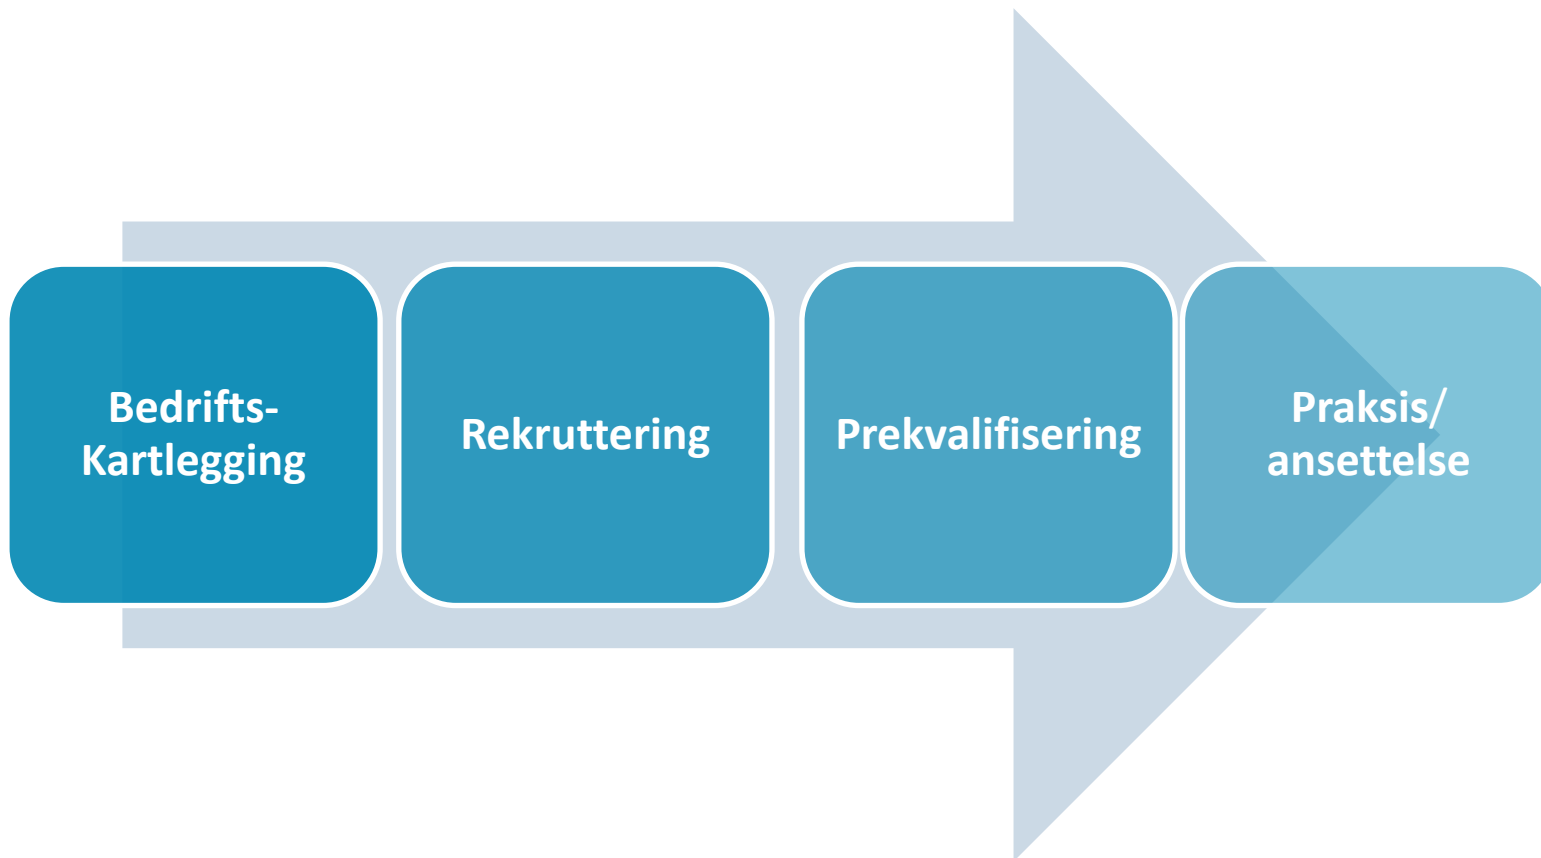 Bedrifts-
Kartlegging
Rekruttering
Prekvalifisering
Praksis/
ansettelse